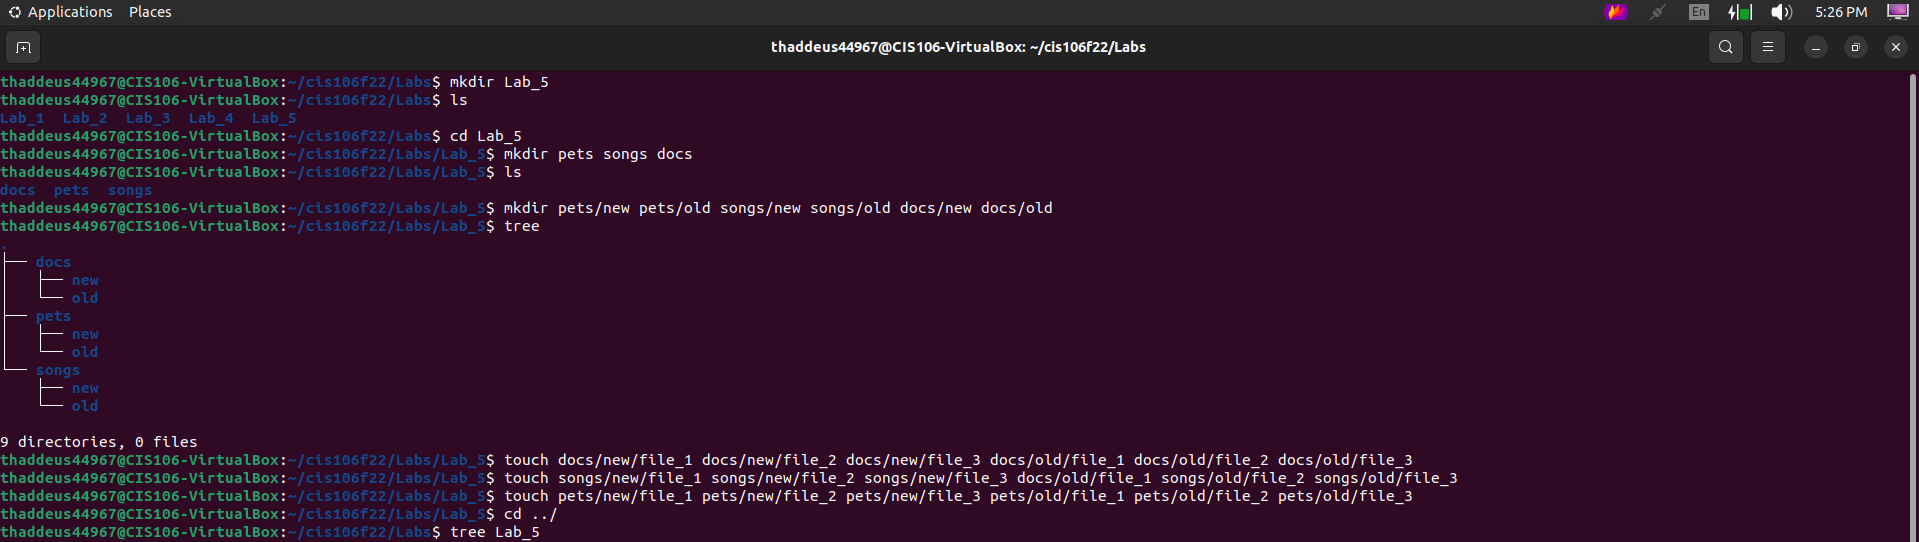 Applications Places En 5:26 PM
thaddeus44967@CIS106-VirtualBox: ~/cis106f22/Labs
thaddeus44967@CIS106-VirtualBox:~/cis106f22/Labs$ mkdir Lab_5
thaddeus44967@CIS106-VirtualBox:~/cis106f22/Labs$ ls
Lab_1  Lab_2  Lab_3  Lab_4  Lab_5
thaddeus44967@CIS106-VirtualBox:~/cis106f22/Labs$ cd Lab_5
thaddeus44967@CIS106-VirtualBox:~/cis106f22/Labs/Lab_5$ mkdir pets songs docs
thaddeus44967@CIS106-VirtualBox:~/cis106f22/Labs/Lab_5$ ls
docs  pets  songs
thaddeus44967@CIS106-VirtualBox:~/cis106f22/Labs/Lab_5$ mkdir pets/new pets/old songs/new songs/old docs/new docs/old
thaddeus44967@CIS106-VirtualBox:~/cis106f22/Labs/Lab_5$ tree
.
├── docs
│   ├── new
│   └── old
├── pets
│   ├── new
│   └── old
└── songs
    ├── new
    └── old
9 directories, 0 files
thaddeus44967@CIS106-VirtualBox:~/cis106f22/Labs/Lab_5$ touch docs/new/file_1 docs/new/file_2 docs/new/file_3 docs/old/file_1 docs/old/file_2 docs/old/file_3
thaddeus44967@CIS106-VirtualBox:~/cis106f22/Labs/Lab_5$ touch songs/new/file_1 songs/new/file_2 songs/new/file_3 docs/old/file_1 songs/old/file_2 songs/old/file_3
thaddeus44967@CIS106-VirtualBox:~/cis106f22/Labs/Lab_5$ touch pets/new/file_1 pets/new/file_2 pets/new/file_3 pets/old/file_1 pets/old/file_2 pets/old/file_3
thaddeus44967@CIS106-VirtualBox:~/cis106f22/Labs/Lab_5$ cd ../
thaddeus44967@CIS106-VirtualBox:~/cis106f22/Labs$ tree Lab_5